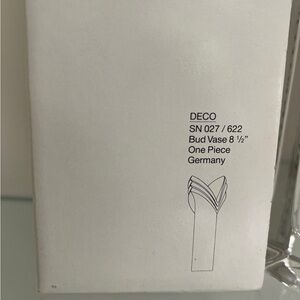 DECO
SN 027 / 622
Bud Vase 8 ½"
One Piece
Germany